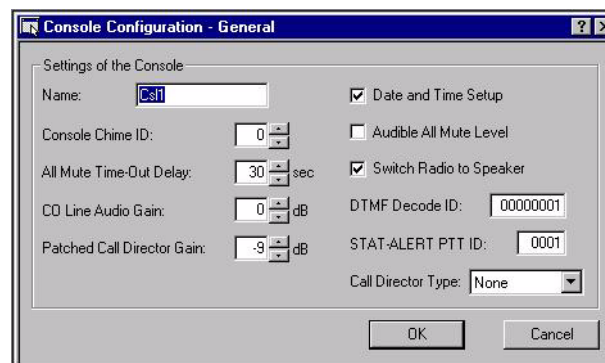 Console Configuration - General
Settings of the Console
Name: Csl1
Console Chime ID: 0
All Mute Time-Out Delay: 30 sec
CO Line Audio Gain: 0 dB
Patched Call Director Gain: -9 dB
Date and Time Setup
Audible All Mute Level
Switch Radio to Speaker
DTMF Decode ID: 00000001
STAT-ALERT PTT ID: 0001
Call Director Type: None
OK Cancel